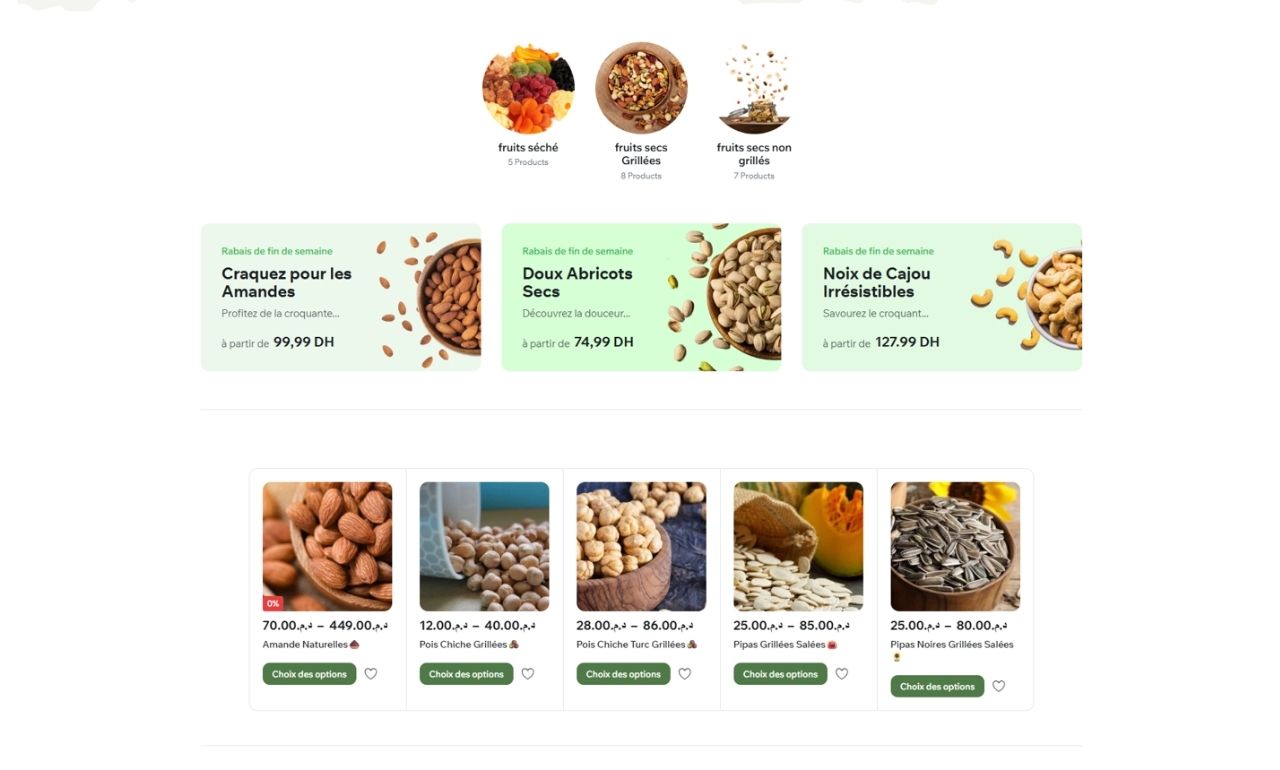 fruits séché
5 Products
fruits secs
Grillées
8 Products
fruits secs non
grillés
7 Products
Rabais de fin de semaine
Craquez pour les
Amandes
Profitez de la croquante...
à partir de 99,99 DH
Rabais de fin de semaine
Doux Abricots
Secs
Découvrez la douceur...
à partir de 74,99 DH
Rabais de fin de semaine
Noix de Cajou
Irrésistibles
Savourez le croquant...
à partir de 127.99 DH
0%
70.00د.م. – 449.00د.م.
Amande Naturelles🌰
Choix des options
12.00د.م. – 40.00د.م.
Pois Chiche Grillées
Choix des options
28.00د.م. – 86.00د.م.
Pois Chiche Turc Grillées
Choix des options
25.00د.م. – 85.00د.م.
Pipas Grillées Salées
Choix des options
25.00د.م. – 80.00د.م.
Pipas Noires Grillées Salées
🌻
Choix des options